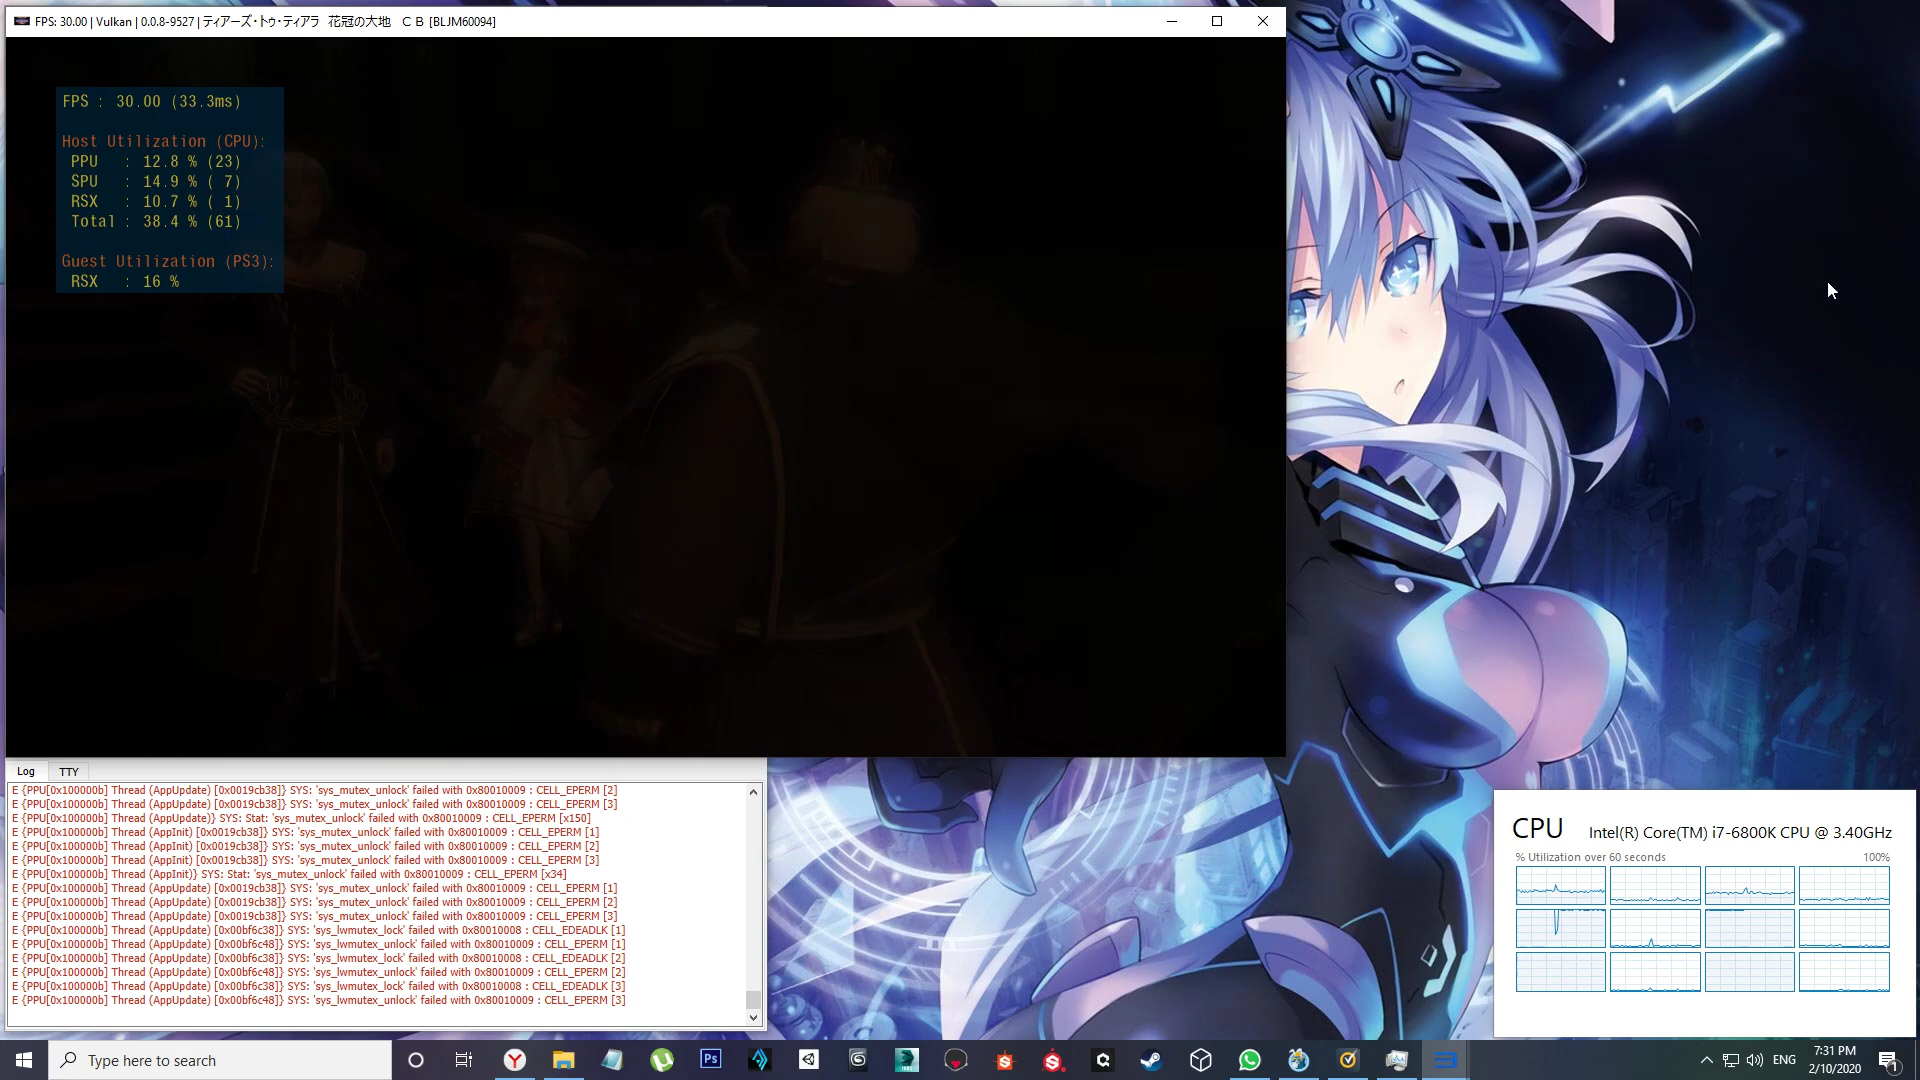 FPS: 30.00 | Vulkan | 0.0.8-9527 | ティアーズ・トゥ・ティアラ 花冠の大地 ＣＢ [BLJM60094]
FPS : 30.00 (33.3ms)
Host Utilization (CPU):
PPU : 12.8 % (23)
SPU : 14.9 % ( 7)
RSX : 10.7 % ( 1)
Total : 38.4 % (61)
Guest Utilization (PS3):
RSX : 16 %
Log TTY
E {PPU[0x100000b] Thread (AppUpdate) [0x0019cb38]} SYS: 'sys_mutex_unlock' failed with 0x80010009 : CELL_EPERM [2]
E {PPU[0x100000b] Thread (AppUpdate) [0x0019cb38]} SYS: 'sys_mutex_unlock' failed with 0x80010009 : CELL_EPERM [3]
E {PPU[0x100000b] Thread (AppUpdate)} SYS: Stat: 'sys_mutex_unlock' failed with 0x80010009 : CELL_EPERM [x150]
E {PPU[0x100000b] Thread (AppInit) [0x0019cb38]} SYS: 'sys_mutex_unlock' failed with 0x80010009 : CELL_EPERM [1]
E {PPU[0x100000b] Thread (AppInit) [0x0019cb38]} SYS: 'sys_mutex_unlock' failed with 0x80010009 : CELL_EPERM [2]
E {PPU[0x100000b] Thread (AppInit) [0x0019cb38]} SYS: 'sys_mutex_unlock' failed with 0x80010009 : CELL_EPERM [3]
E {PPU[0x100000b] Thread (AppInit)} SYS: Stat: 'sys_mutex_unlock' failed with 0x80010009 : CELL_EPERM [x34]
E {PPU[0x100000b] Thread (AppUpdate) [0x0019cb38]} SYS: 'sys_mutex_unlock' failed with 0x80010009 : CELL_EPERM [1]
E {PPU[0x100000b] Thread (AppUpdate) [0x0019cb38]} SYS: 'sys_mutex_unlock' failed with 0x80010009 : CELL_EPERM [2]
E {PPU[0x100000b] Thread (AppUpdate) [0x0019cb38]} SYS: 'sys_mutex_unlock' failed with 0x80010009 : CELL_EPERM [3]
E {PPU[0x100000b] Thread (AppUpdate) [0x00bf6c38]} SYS: 'sys_lwmutex_lock' failed with 0x80010008 : CELL_EDEADLK [1]
E {PPU[0x100000b] Thread (AppUpdate) [0x00bf6c48]} SYS: 'sys_lwmutex_unlock' failed with 0x80010009 : CELL_EPERM [1]
E {PPU[0x100000b] Thread (AppUpdate) [0x00bf6c38]} SYS: 'sys_lwmutex_lock' failed with 0x80010008 : CELL_EDEADLK [2]
E {PPU[0x100000b] Thread (AppUpdate) [0x00bf6c48]} SYS: 'sys_lwmutex_unlock' failed with 0x80010009 : CELL_EPERM [2]
E {PPU[0x100000b] Thread (AppUpdate) [0x00bf6c38]} SYS: 'sys_lwmutex_lock' failed with 0x80010008 : CELL_EDEADLK [3]
E {PPU[0x100000b] Thread (AppUpdate) [0x00bf6c48]} SYS: 'sys_lwmutex_unlock' failed with 0x80010009 : CELL_EPERM [3]
CPU Intel(R) Core(TM) i7-6800K CPU @ 3.40GHz
% Utilization over 60 seconds 100%
Type here to search
Ps
ENG
7:31 PM
2/10/2020
1